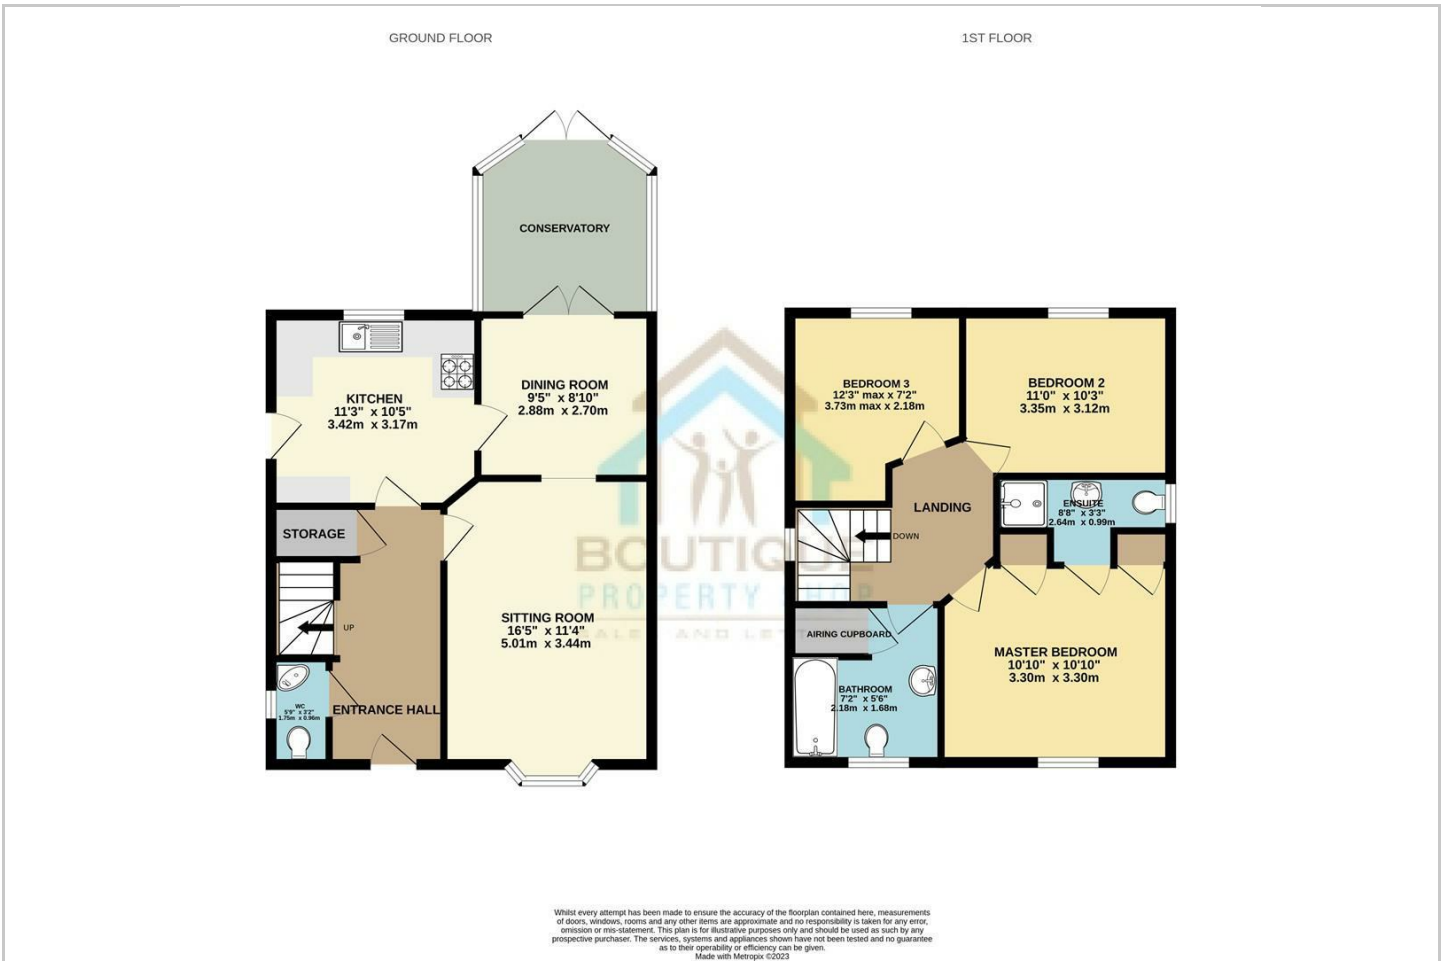 GROUND FLOOR
1ST FLOOR
CONSERVATORY
KITCHEN
11'3" x 10'5"
3.42m x 3.17m
DINING ROOM
9'5" x 8'10"
2.88m x 2.70m
STORAGE
UP
SITTING ROOM
16'5" x 11'4"
5.01m x 3.44m
WC
5'9" x 3'2"
1.75m x 0.96m
ENTRANCE HALL
BEDROOM 3
12'3" max x 7'2"
3.73m max x 2.18m
BEDROOM 2
11'0" x 10'3"
3.35m x 3.12m
LANDING
ENSUITE
8'8" x 3'3"
2.64m x 0.99m
DOWN
AIRING CUPBOARD
MASTER BEDROOM
10'10" x 10'10"
3.30m x 3.30m
BATHROOM
7'2" x 5'6"
2.18m x 1.68m
BOUTIQUE
PROPERTY SHOP
SALES AND LETTINGS
Whilst every attempt has been made to ensure the accuracy of the floorplan contained here, measurements
of doors, windows, rooms and any other items are approximate and no responsibility is taken for any error,
omission or mis-statement. This plan is for illustrative purposes only and should be used as such by any
prospective purchaser. The services, systems and appliances shown have not been tested and no guarantee
as to their operability or efficiency can be given.
Made with Metropix ©2023